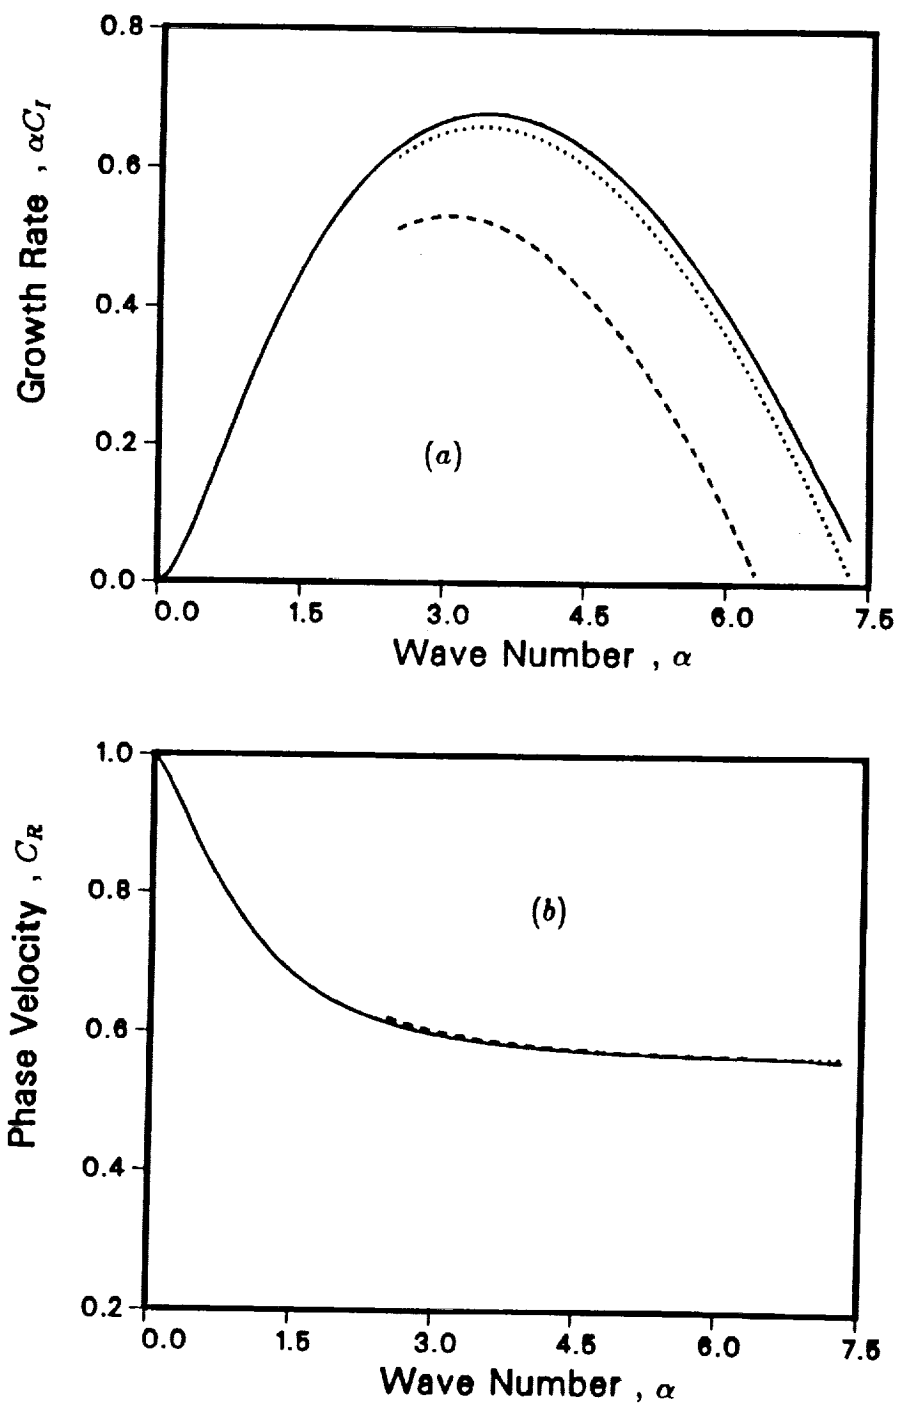 0.8
0.6
0.4
0.2
0.0
Growth Rate , αC_I
(a)
0.0 1.5 3.0 4.5 6.0 7.5
Wave Number , α
1.0
0.8
0.6
0.4
0.2
Phase Velocity , C_R
(b)
0.0 1.5 3.0 4.5 6.0 7.5
Wave Number , α